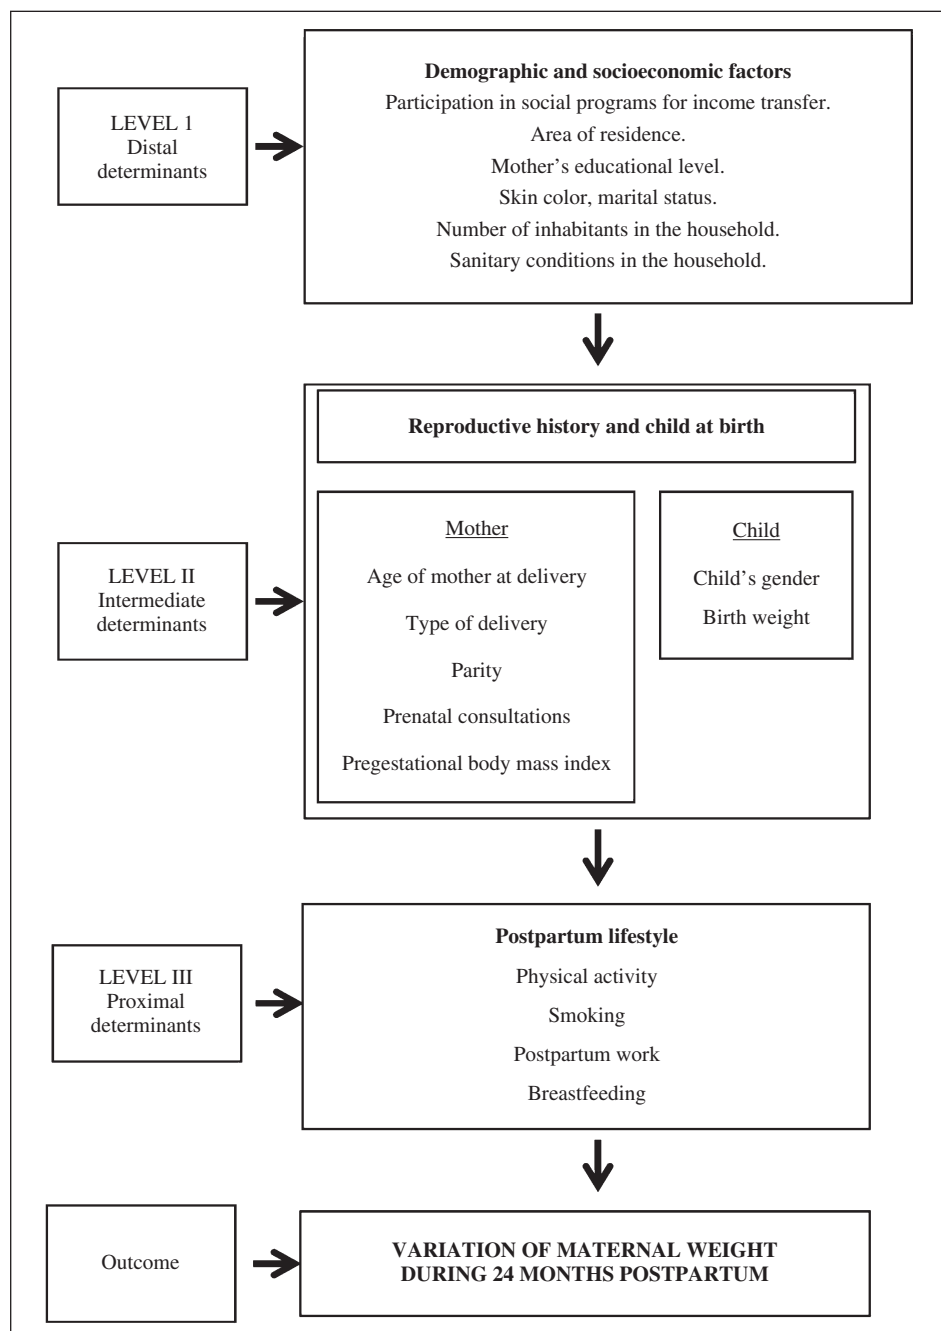 LEVEL 1
Distal
determinants
Demographic and socioeconomic factors
Participation in social programs for income transfer.
Area of residence.
Mother's educational level.
Skin color, marital status.
Number of inhabitants in the household.
Sanitary conditions in the household.
LEVEL II
Intermediate
determinants
Reproductive history and child at birth
Mother
Age of mother at delivery
Type of delivery
Parity
Prenatal consultations
Pregestational body mass index
Child
Child's gender
Birth weight
LEVEL III
Proximal
determinants
Postpartum lifestyle
Physical activity
Smoking
Postpartum work
Breastfeeding
Outcome
VARIATION OF MATERNAL WEIGHT
DURING 24 MONTHS POSTPARTUM